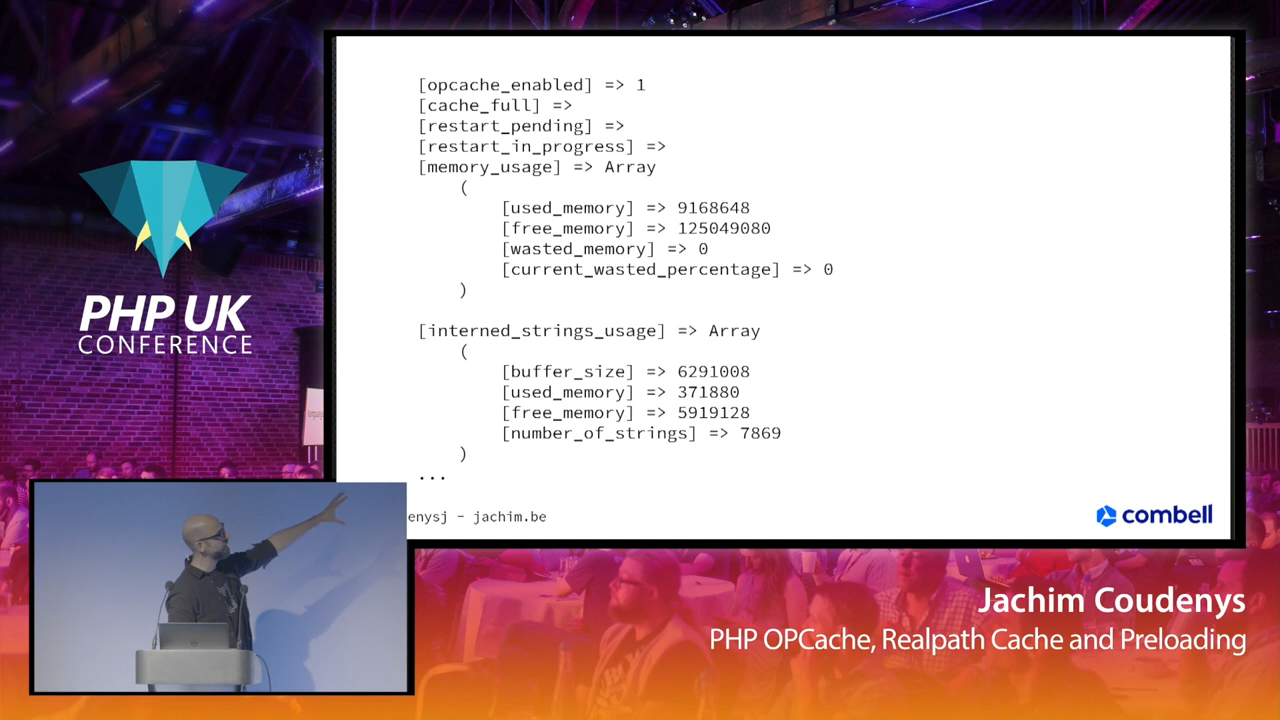 [opcache_enabled] => 1
[cache_full] =>
[restart_pending] =>
[restart_in_progress] =>
[memory_usage] => Array
(
[used_memory] => 9168648
[free_memory] => 125049080
[wasted_memory] => 0
[current_wasted_percentage] => 0
)
[interned_strings_usage] => Array
(
[buffer_size] => 6291008
[used_memory] => 371880
[free_memory] => 5919128
[number_of_strings] => 7869
)
...
enysj - jachim.be
combell
PHP UK
CONFERENCE
Jachim Coudenys
PHP OPCache, Realpath Cache and Preloading